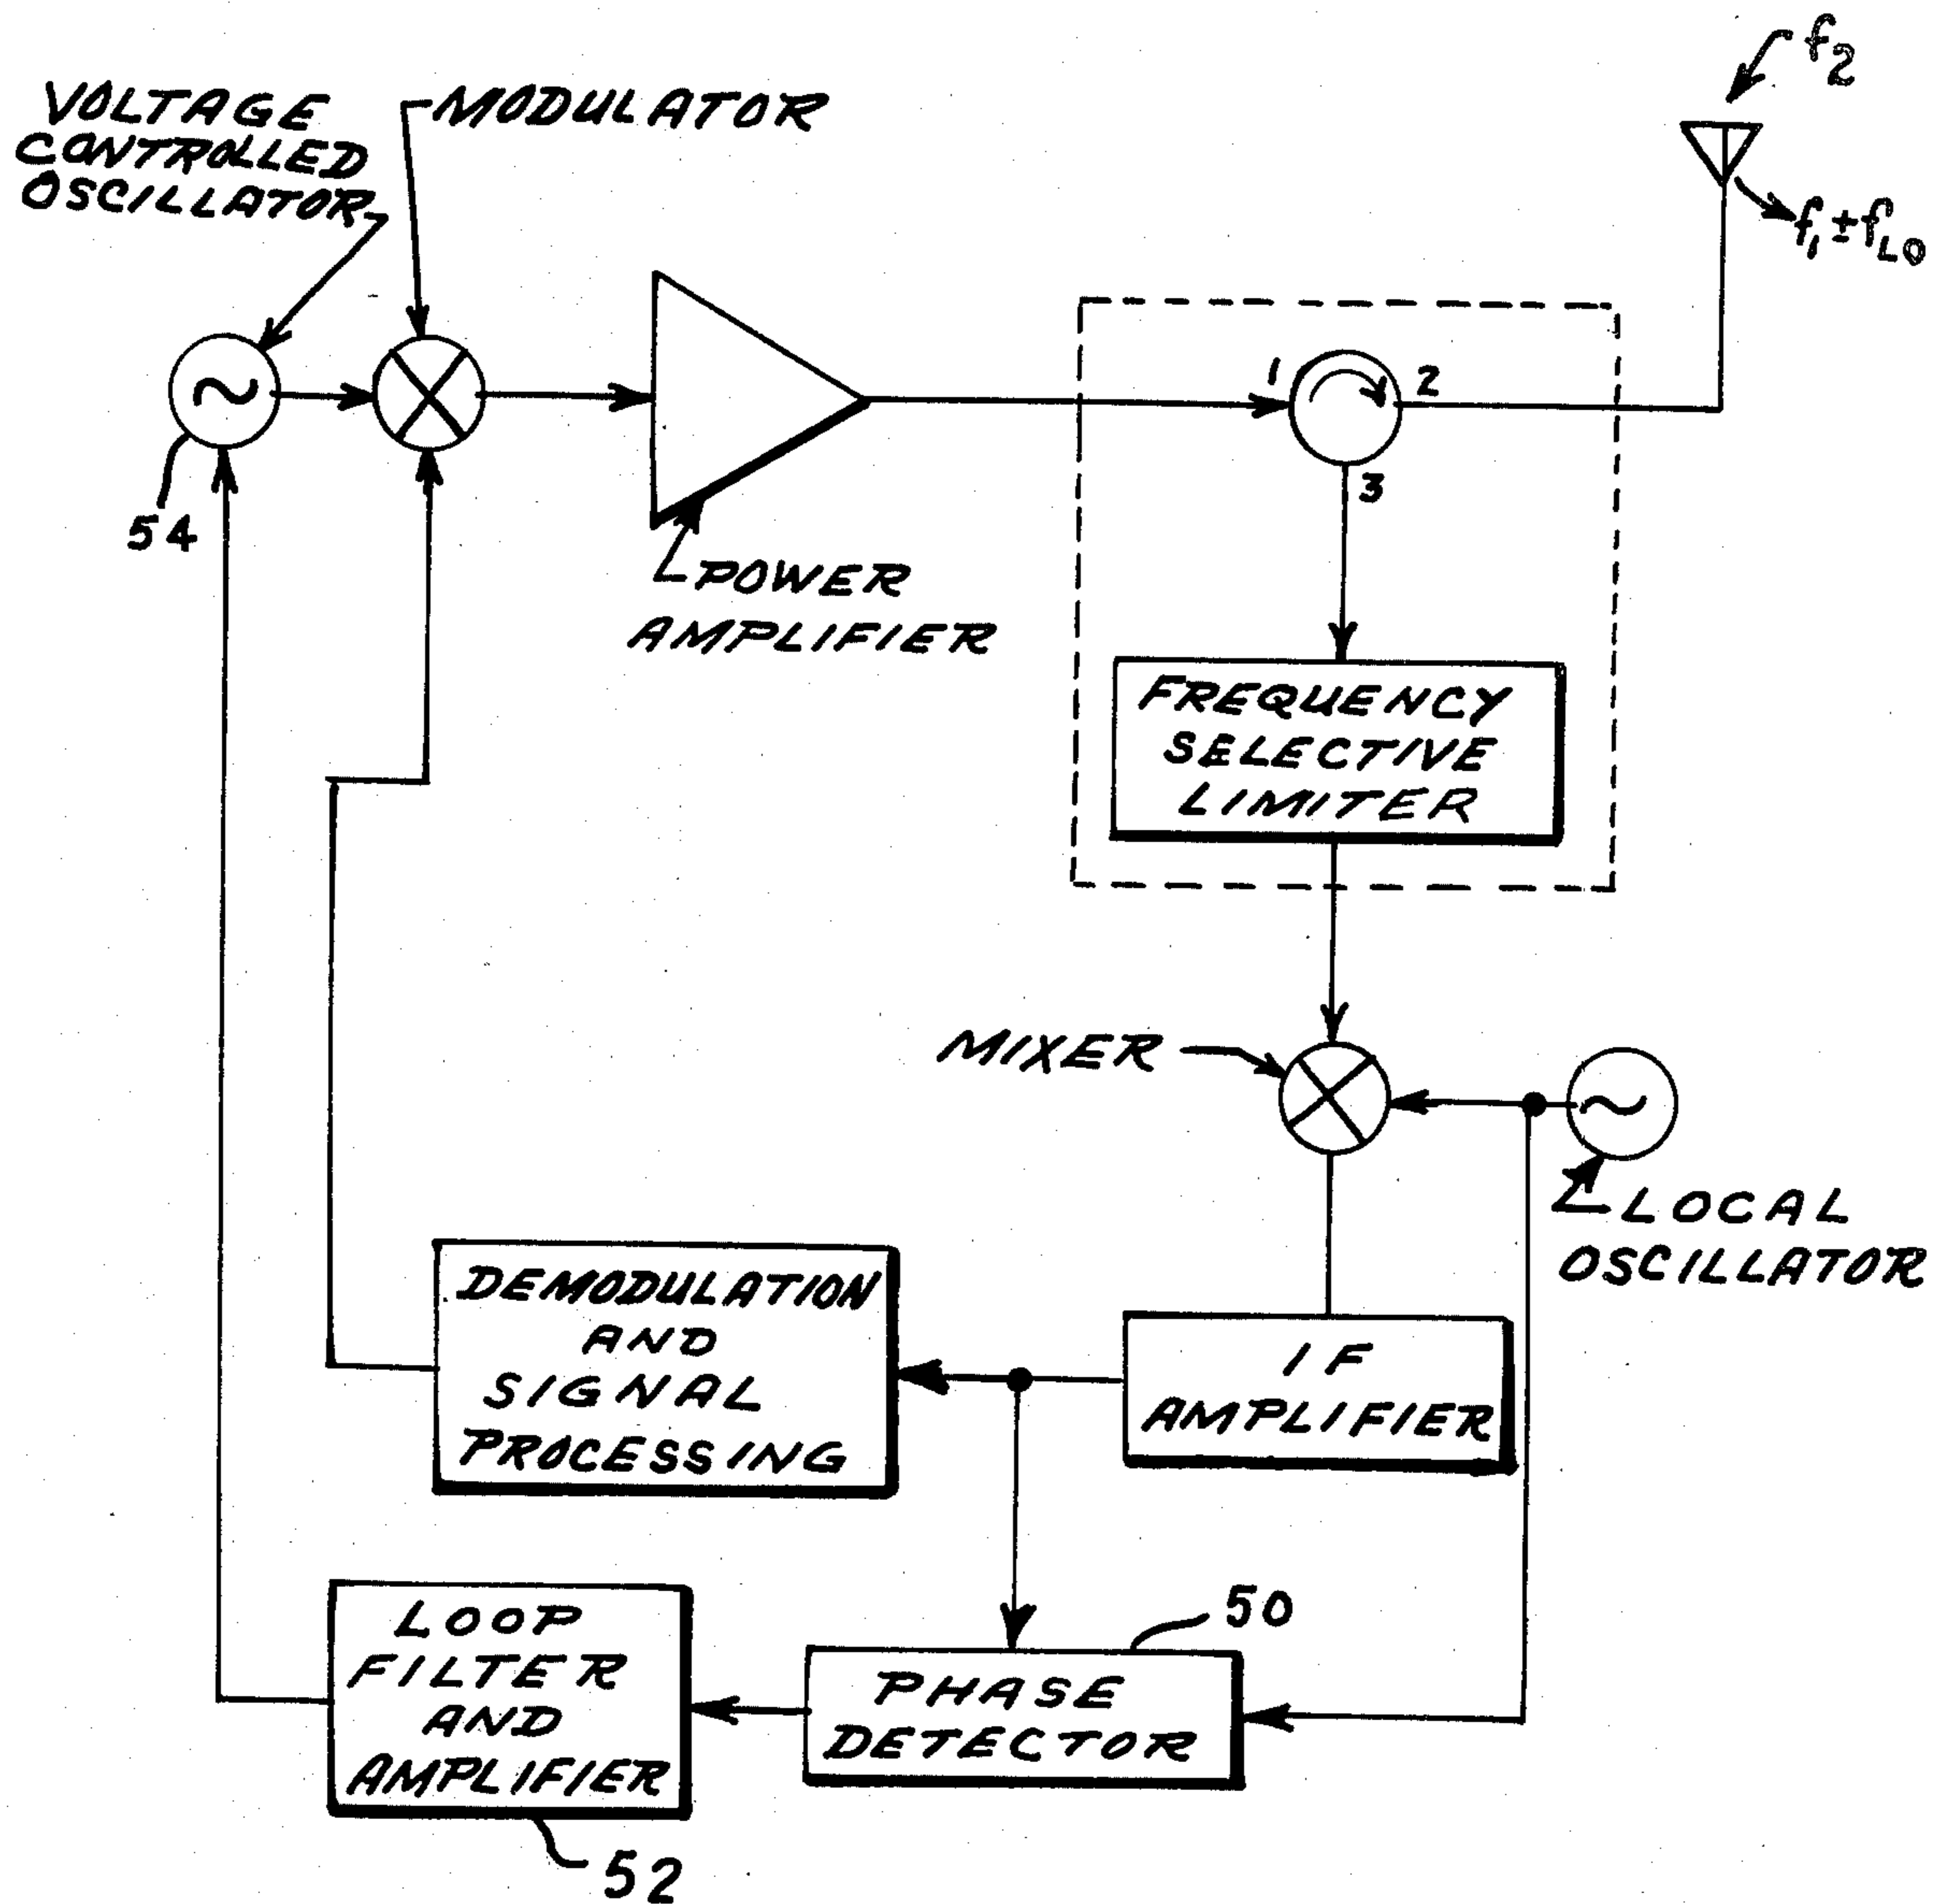 f2
VOLTAGE
CONTROLLED
OSCILLATOR
MODULATOR
f1±fLO
1
2
3
54
POWER
AMPLIFIER
FREQUENCY
SELECTIVE
LIMITER
MIXER
LOCAL
OSCILLATOR
DEMODULATION
AND
SIGNAL
PROCESSING
IF
AMPLIFIER
50
LOOP
FILTER
AND
AMPLIFIER
PHASE
DETECTOR
52